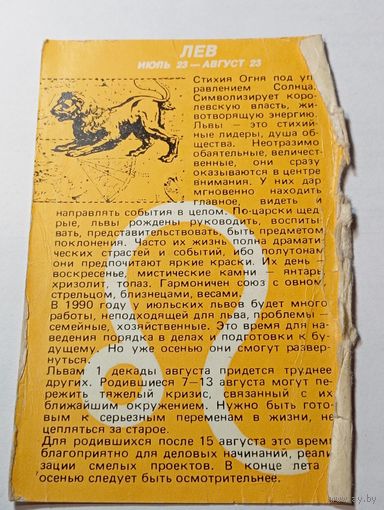 ЛЕВ
ИЮЛЬ 23 — АВГУСТ 23
Стихия Огня под уп
равлением Солнца.
Символизирует коро-
левскую власть, жи-
вотворящую энергию.
Львы — это стихий-
ные лидеры, душа об-
щества. Неотразимо
обаятельные, величест-
венные, они сразу
оказываются в центре
внимания. У них дар
мгновенно находить
главное, видеть и
направлять события в целом. По-царски щед-
рые, львы рождены руководить, воспиты-
вать, представительствовать быть предметом
поклонения. Часто их жизнь полна драмати-
ческих страстей и событий, ибо полутонам
они предпочитают яркие краски. Их день —
воскресенье, мистические камни — янтарь,
хризолит, топаз. Гармоничен союз с овном,
стрельцом, близнецами, весами.
В 1990 году у июльских львов будет много
работы, неподходящей для льва, проблемы —
семейные, хозяйственные. Это время для на-
ведения порядка в делах, подготовки к бу-
дущему. Но уже осенью они смогут развер-
нуться.
Львам I декады августа придется труднее
других. Родившиеся 7—13 августа могут пе-
режить тяжелый кризис, связанный с их
ближайшим окружением. Нужно быть готов-
ым к серьезным переменам в жизни, не
цепляться за старое.
Для родившихся после 15 августа это время
благоприятно для деловых начинаний, реали-
зации смелых проектов. В конце лета
осенью следует быть осмотрительнее.
ay.by